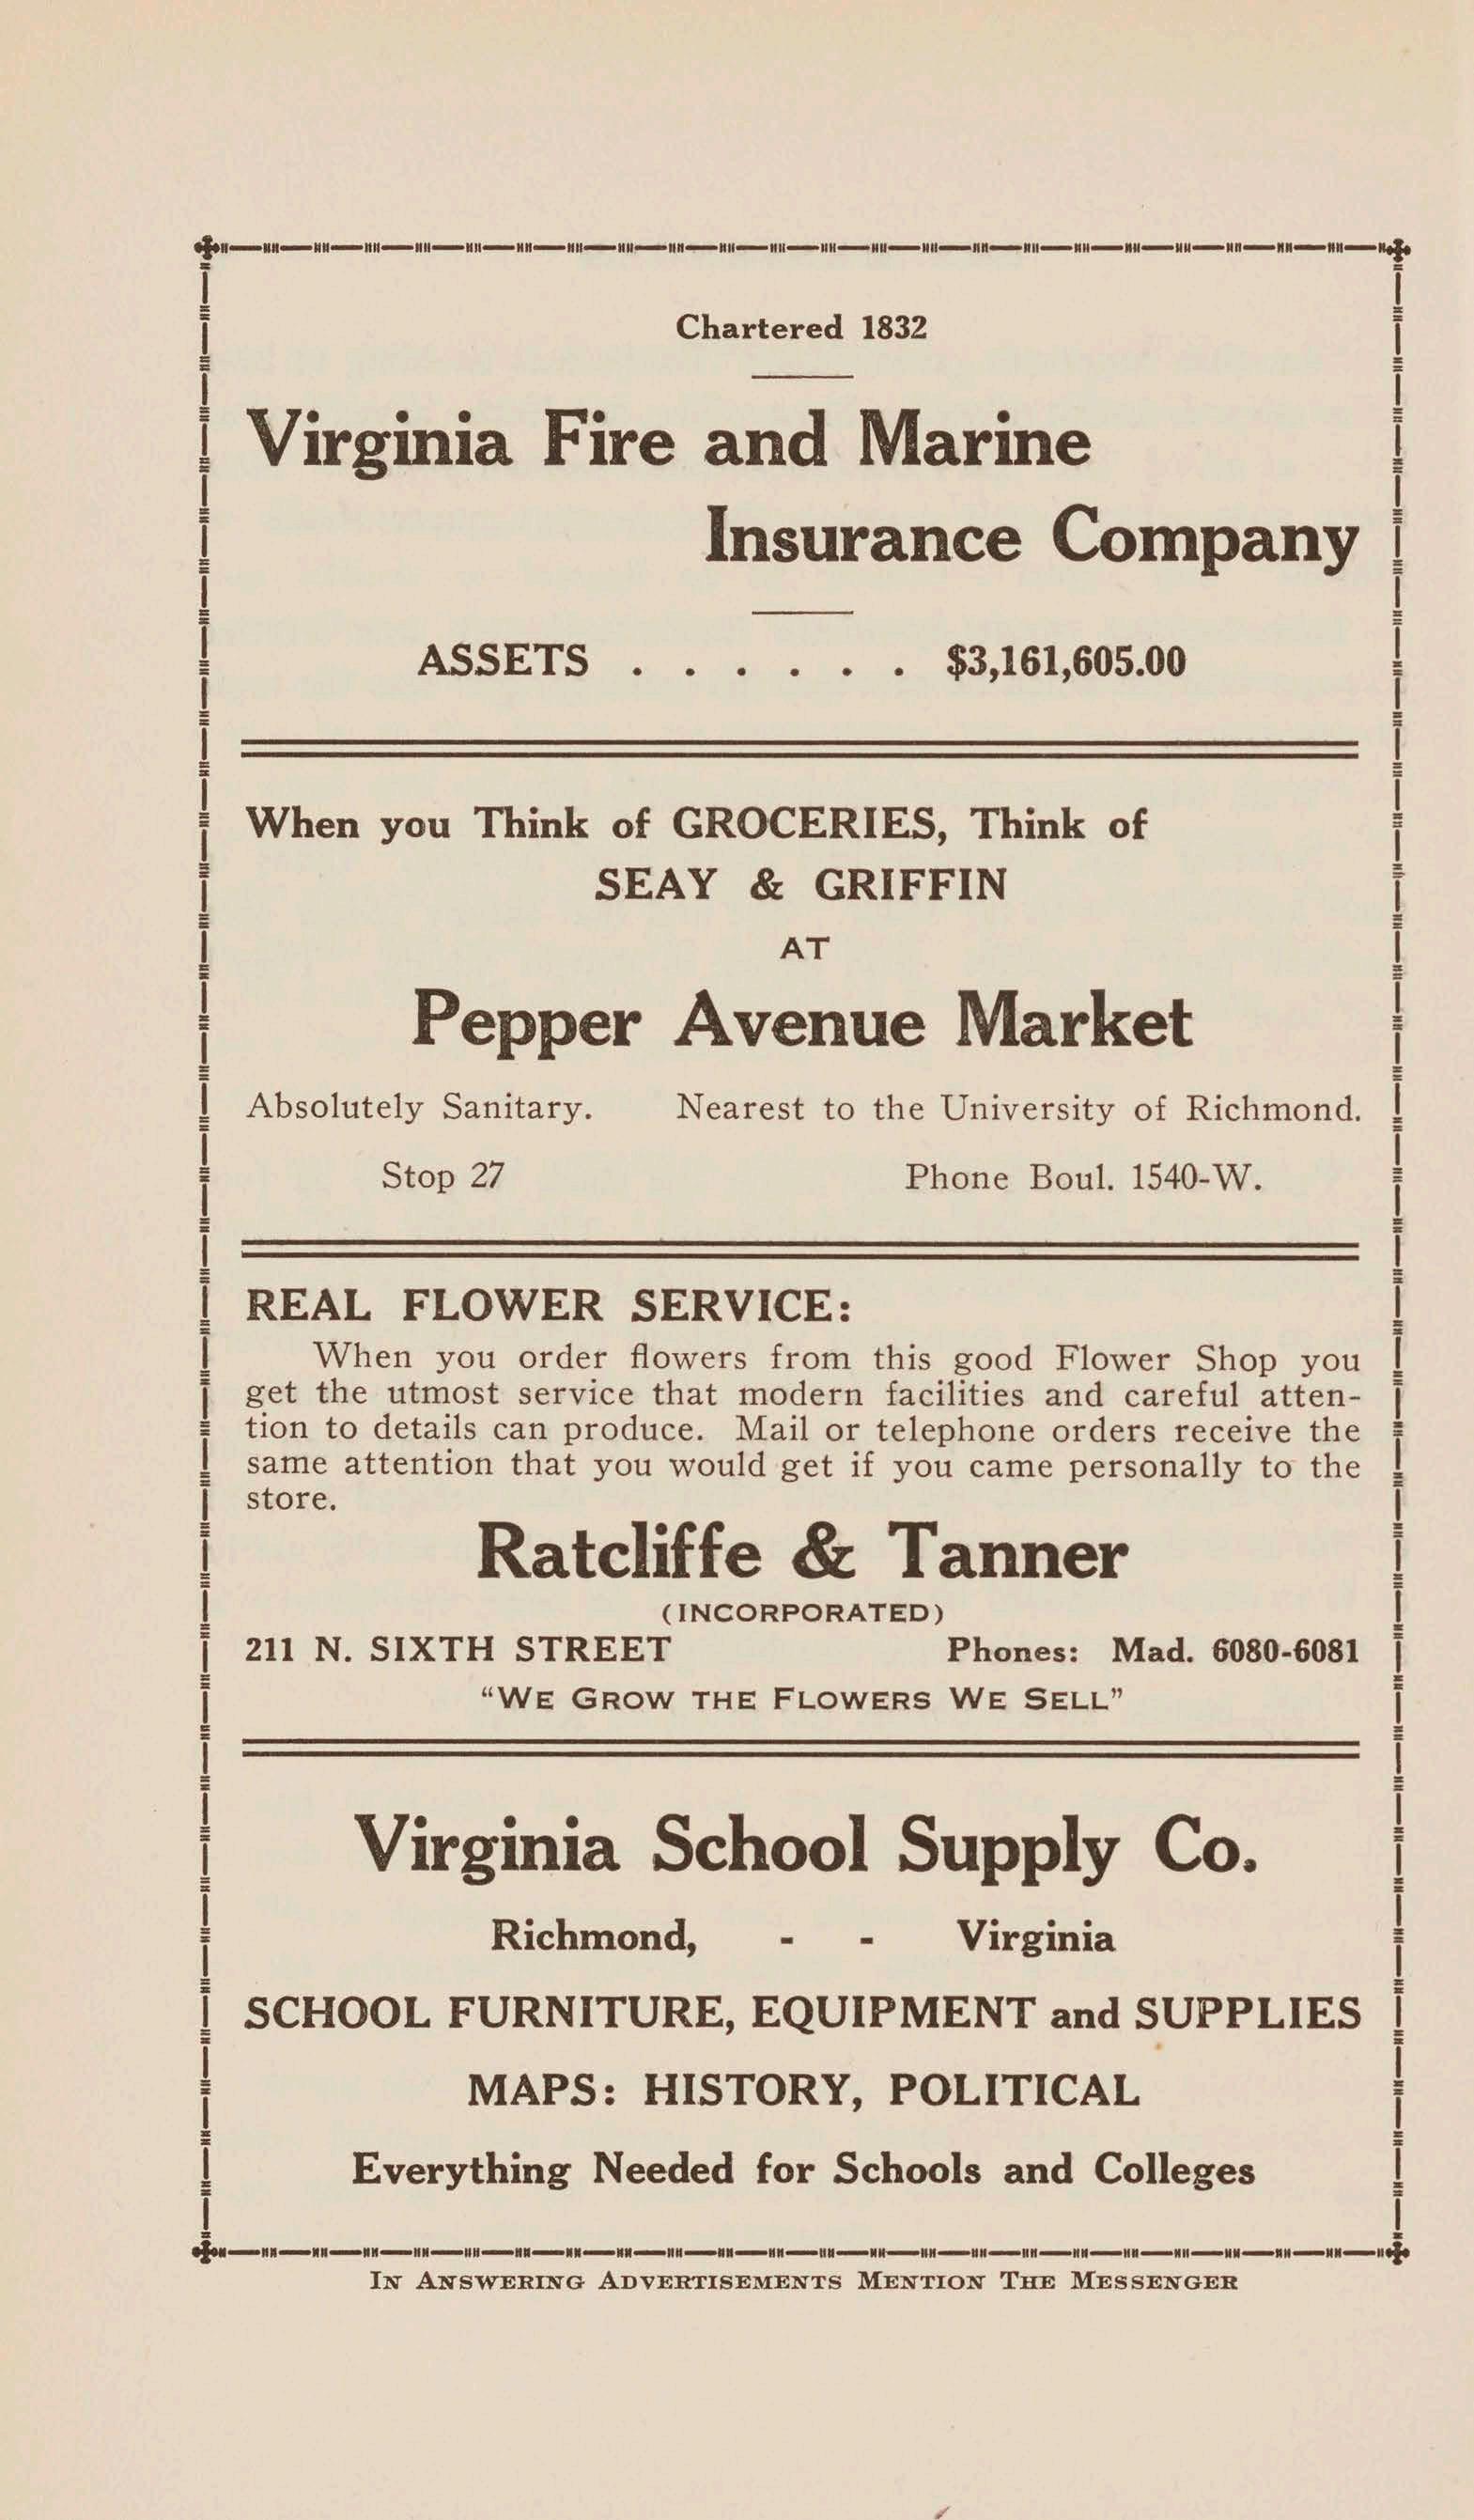 Chartered 1832
Virginia Fire and Marine
Insurance Company
ASSETS . . . . . . $3,161,605.00
When you Think of GROCERIES, Think of
SEAY & GRIFFIN
AT
Pepper Avenue Market
Absolutely Sanitary. Nearest to the University of Richmond.
Stop 27 Phone Boul. 1540-W.
REAL FLOWER SERVICE:
When you order flowers from this good Flower Shop you
get the utmost service that modern facilities and careful atten-
tion to details can produce. Mail or telephone orders receive the
same attention that you would get if you came personally to the
store.
Ratcliffe & Tanner
(INCORPORATED)
211 N. SIXTH STREET Phones: Mad. 6080-6081
“WE GROW THE FLOWERS WE SELL”
Virginia School Supply Co.
Richmond, - - Virginia
SCHOOL FURNITURE, EQUIPMENT and SUPPLIES
MAPS: HISTORY, POLITICAL
Everything Needed for Schools and Colleges
IN ANSWERING ADVERTISEMENTS MENTION THE MESSENGER